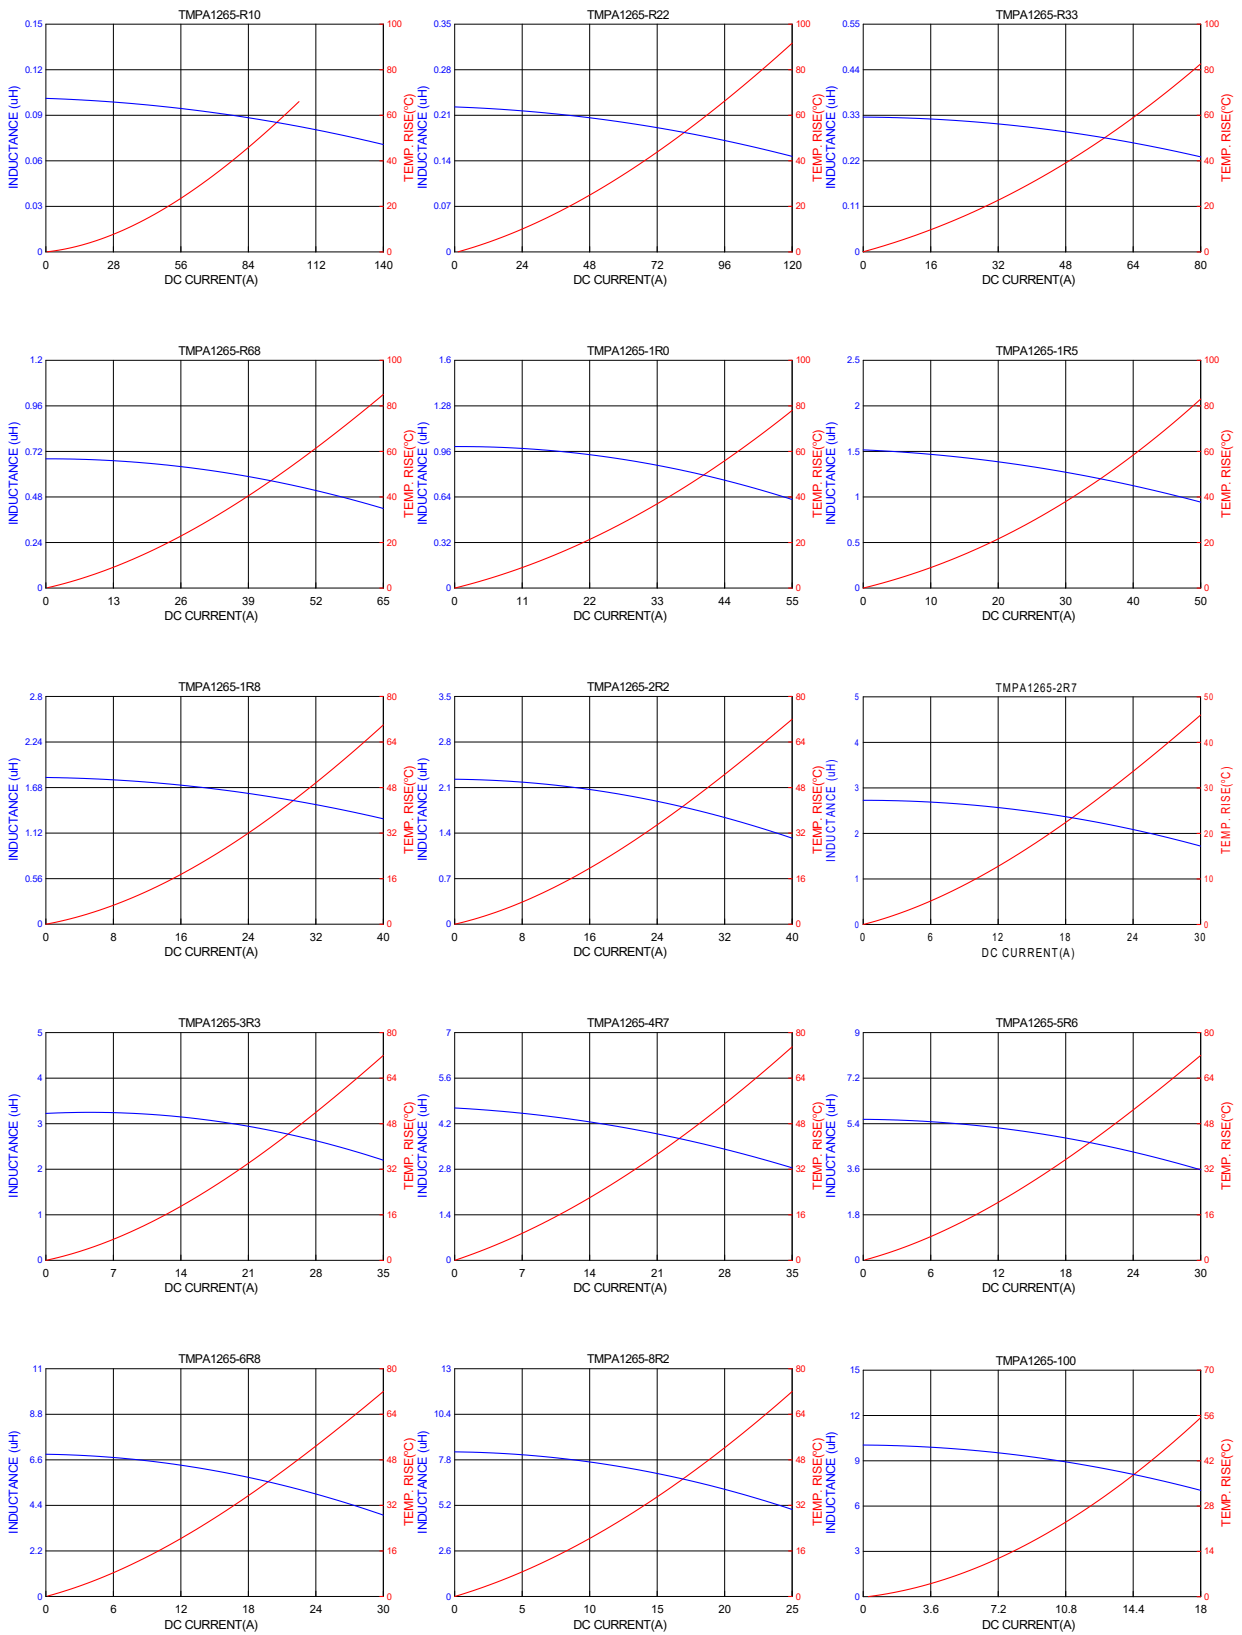 TMPA1265-R10
0.15
0.12
0.09
0.06
0.03
0
INDUCTANCE (uH)
100
80
60
40
20
0
TEMP. RISE(ºC)
0 28 56 84 112 140
DC CURRENT(A)
TMPA1265-R22
0.35
0.28
0.21
0.14
0.07
0
INDUCTANCE (uH)
100
80
60
40
20
0
TEMP. RISE(ºC)
0 24 48 72 96 120
DC CURRENT(A)
TMPA1265-R33
0.55
0.44
0.33
0.22
0.11
0
INDUCTANCE (uH)
100
80
60
40
20
0
TEMP. RISE(ºC)
0 16 32 48 64 80
DC CURRENT(A)
TMPA1265-R68
1.2
0.96
0.72
0.48
0.24
0
INDUCTANCE (uH)
100
80
60
40
20
0
TEMP. RISE(ºC)
0 13 26 39 52 65
DC CURRENT(A)
TMPA1265-1R0
1.6
1.28
0.96
0.64
0.32
0
INDUCTANCE (uH)
100
80
60
40
20
0
TEMP. RISE(ºC)
0 11 22 33 44 55
DC CURRENT(A)
TMPA1265-1R5
2.5
2
1.5
1
0.5
0
INDUCTANCE (uH)
100
80
60
40
20
0
TEMP. RISE(ºC)
0 10 20 30 40 50
DC CURRENT(A)
TMPA1265-1R8
2.8
2.24
1.68
1.12
0.56
0
INDUCTANCE (uH)
80
64
48
32
16
0
TEMP. RISE(ºC)
0 8 16 24 32 40
DC CURRENT(A)
TMPA1265-2R2
3.5
2.8
2.1
1.4
0.7
0
INDUCTANCE (uH)
80
64
48
32
16
0
TEMP. RISE(ºC)
0 8 16 24 32 40
DC CURRENT(A)
TMPA1265-2R7
5
4
3
2
1
0
INDUCTANCE (uH)
50
40
30
20
10
0
TEMP. RISE(ºC)
0 6 12 18 24 30
DC CURRENT(A)
TMPA1265-3R3
5
4
3
2
1
0
INDUCTANCE (uH)
80
64
48
32
16
0
TEMP. RISE(ºC)
0 7 14 21 28 35
DC CURRENT(A)
TMPA1265-4R7
7
5.6
4.2
2.8
1.4
0
INDUCTANCE (uH)
80
64
48
32
16
0
TEMP. RISE(ºC)
0 7 14 21 28 35
DC CURRENT(A)
TMPA1265-5R6
9
7.2
5.4
3.6
1.8
0
INDUCTANCE (uH)
80
64
48
32
16
0
TEMP. RISE(ºC)
0 6 12 18 24 30
DC CURRENT(A)
TMPA1265-6R8
11
8.8
6.6
4.4
2.2
0
INDUCTANCE (uH)
80
64
48
32
16
0
TEMP. RISE(ºC)
0 6 12 18 24 30
DC CURRENT(A)
TMPA1265-8R2
13
10.4
7.8
5.2
2.6
0
INDUCTANCE (uH)
80
64
48
32
16
0
TEMP. RISE(ºC)
0 5 10 15 20 25
DC CURRENT(A)
TMPA1265-100
15
12
9
6
3
0
INDUCTANCE (uH)
70
56
42
28
14
0
TEMP. RISE(ºC)
0 3.6 7.2 10.8 14.4 18
DC CURRENT(A)